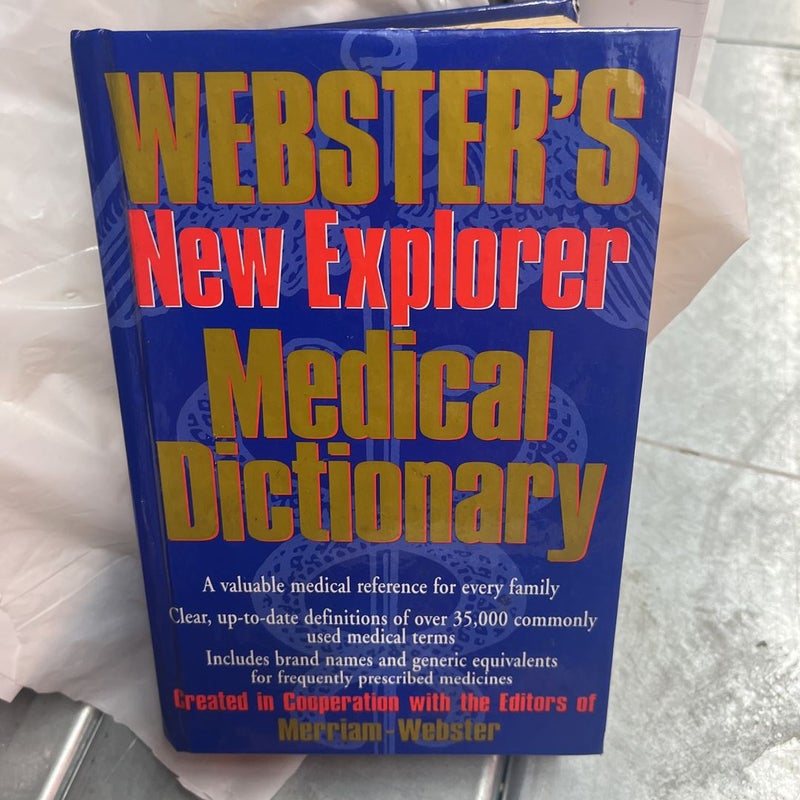 WEBSTER'S
New Explorer
Medical
Dictionary
A valuable medical reference for every family
Clear, up-to-date definitions of over 35,000 commonly
used medical terms
Includes brand names and generic equivalents
for frequently prescribed medicines
Created in Cooperation with the Editors of
Merriam-Webster